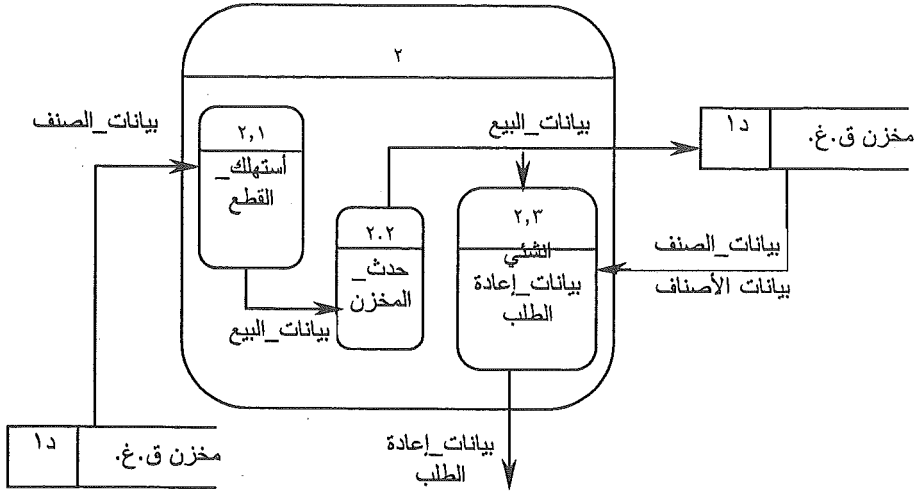 ٢
بيانات_الصنف
٢,١
أستهلك_
القطع
بيانات_البيع
د١
مخزن ق.غ.
٢.٢
حدث_
المخزن
٢,٣
الشئي
بيانات_إعادة
الطلب
بيانات_الصنف
بيانات الأصناف
بيانات_البيع
د١
مخزن ق.غ.
بيانات_إعادة
الطلب